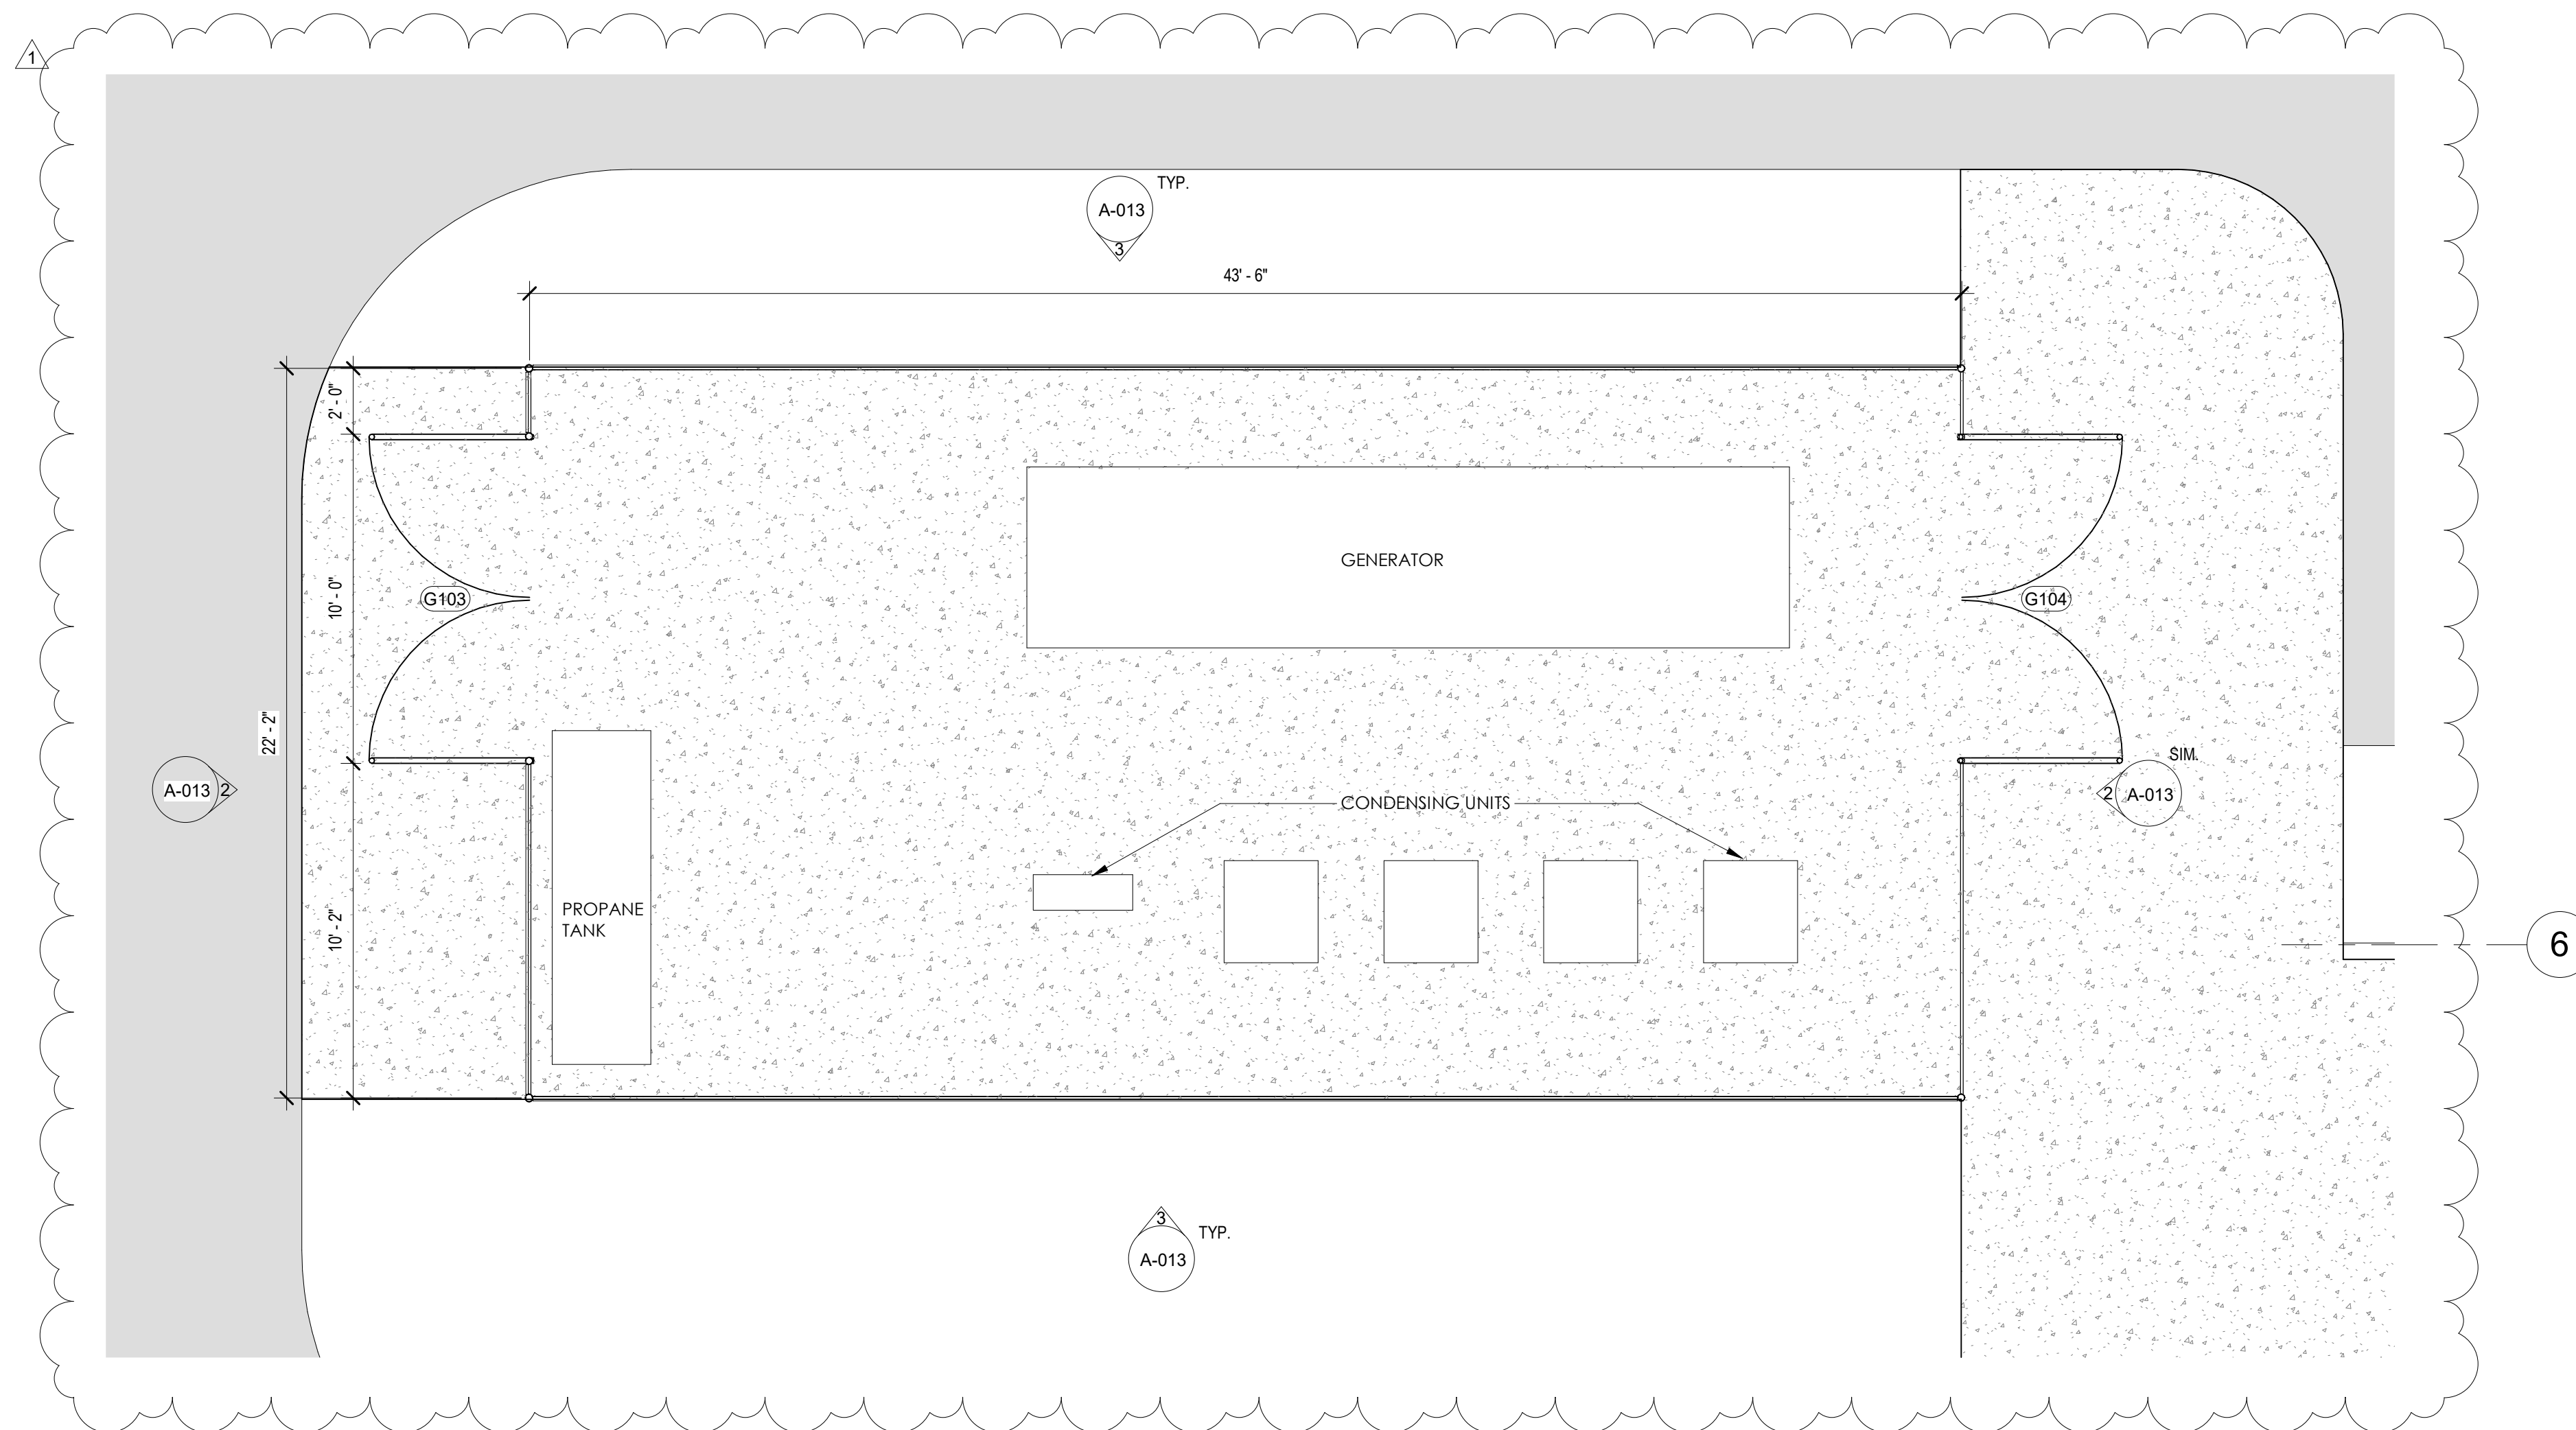 1
TYP.
A-013
3
43' - 6"
2' - 0"
GENERATOR
10' - 0"
G103
G104
22' - 2"
SIM.
A-013 2
2 A-013
CONDENSING UNITS
PROPANE
TANK
10' - 2"
6
3
TYP.
A-013